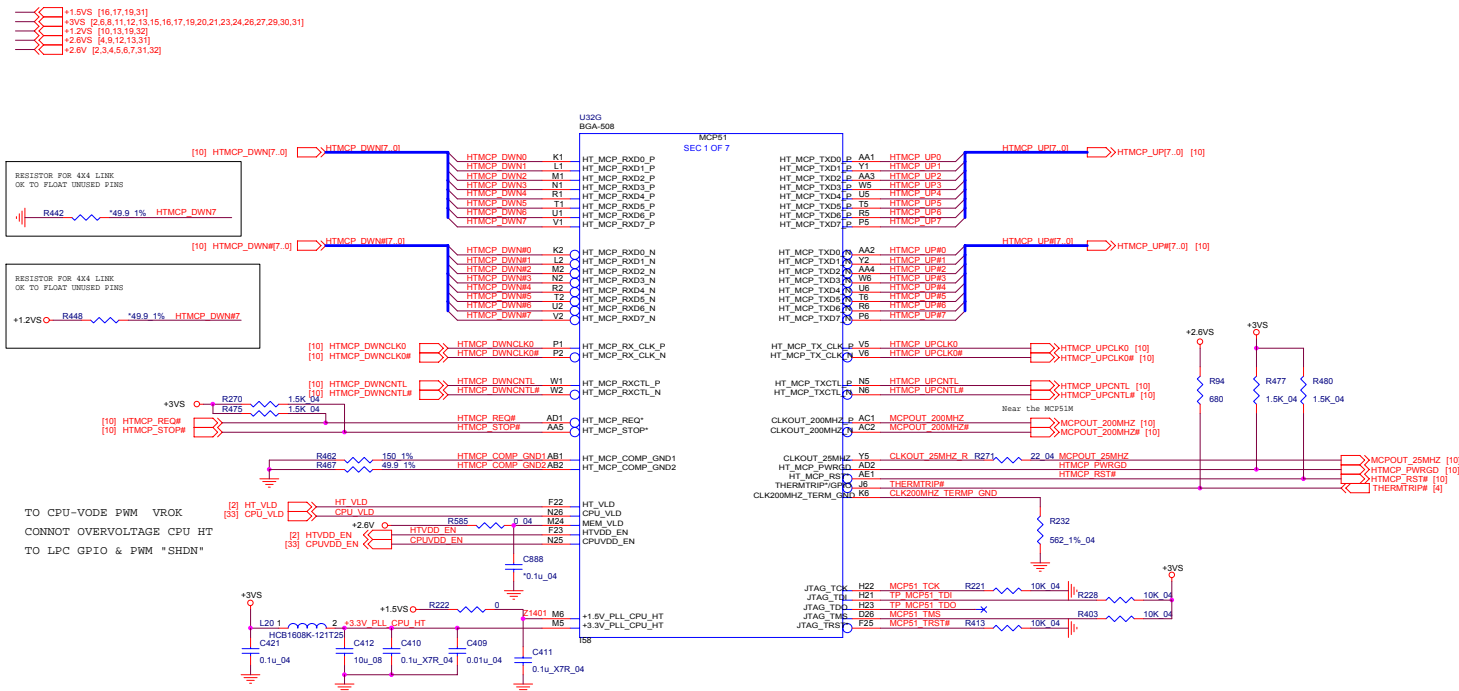 +1.5VS [16,17,19,31]
+3VS [2,6,8,11,12,13,15,16,17,19,20,21,23,24,26,27,29,30,31]
+1.2VS [10,13,19,32]
+2.6VS [4,9,12,13,31]
+2.6V [2,3,4,5,6,7,31,32]
U32G
BGA-508
MCP51
SEC 1 OF 7
[10] HTMCP_DWN[7..0] HTMCP_DWN[7..0]
HTMCP_DWN0 K1 HT_MCP_RXD0_P
HTMCP_DWN1 L1 HT_MCP_RXD1_P
HTMCP_DWN2 M1 HT_MCP_RXD2_P
HTMCP_DWN3 N1 HT_MCP_RXD3_P
HTMCP_DWN4 R1 HT_MCP_RXD4_P
HTMCP_DWN5 T1 HT_MCP_RXD5_P
HTMCP_DWN6 U1 HT_MCP_RXD6_P
HTMCP_DWN7 V1 HT_MCP_RXD7_P
HT_MCP_TXD0_P AA1 HTMCP_UP0
HT_MCP_TXD1_P Y1 HTMCP_UP1
HT_MCP_TXD2_P AA3 HTMCP_UP2
HT_MCP_TXD3_P W5 HTMCP_UP3
HT_MCP_TXD4_P U5 HTMCP_UP4
HT_MCP_TXD5_P T5 HTMCP_UP5
HT_MCP_TXD6_P R5 HTMCP_UP6
HT_MCP_TXD7_P P5 HTMCP_UP7
HTMCP_UP[7..0] HTMCP_UP[7..0] [10]
RESISTOR FOR 4X4 LINK
OK TO FLOAT UNUSED PINS
R442 *49.9_1% HTMCP_DWN7
[10] HTMCP_DWN#[7..0] HTMCP_DWN#[7..0]
HTMCP_DWN#0 K2 HT_MCP_RXD0_N
HTMCP_DWN#1 L2 HT_MCP_RXD1_N
HTMCP_DWN#2 M2 HT_MCP_RXD2_N
HTMCP_DWN#3 N2 HT_MCP_RXD3_N
HTMCP_DWN#4 R2 HT_MCP_RXD4_N
HTMCP_DWN#5 T2 HT_MCP_RXD5_N
HTMCP_DWN#6 U2 HT_MCP_RXD6_N
HTMCP_DWN#7 V2 HT_MCP_RXD7_N
HT_MCP_TXD0_N AA2 HTMCP_UP#0
HT_MCP_TXD1_N Y2 HTMCP_UP#1
HT_MCP_TXD2_N AA4 HTMCP_UP#2
HT_MCP_TXD3_N W6 HTMCP_UP#3
HT_MCP_TXD4_N U6 HTMCP_UP#4
HT_MCP_TXD5_N T6 HTMCP_UP#5
HT_MCP_TXD6_N R6 HTMCP_UP#6
HT_MCP_TXD7_N P6 HTMCP_UP#7
HTMCP_UP#[7..0] HTMCP_UP#[7..0] [10]
RESISTOR FOR 4X4 LINK
OK TO FLOAT UNUSED PINS
+1.2VS R448 *49.9_1% HTMCP_DWN#7
[10] HTMCP_DWNCLK0 HTMCP_DWNCLK0 P1 HT_MCP_RX_CLK_P
[10] HTMCP_DWNCLK0# HTMCP_DWNCLK0# P2 HT_MCP_RX_CLK_N
HT_MCP_TX_CLK_P V5 HTMCP_UPCLK0 HTMCP_UPCLK0 [10]
HT_MCP_TX_CLK_N V6 HTMCP_UPCLK0# HTMCP_UPCLK0# [10]
[10] HTMCP_DWNCNTL HTMCP_DWNCNTL W1 HT_MCP_RXCTL_P
[10] HTMCP_DWNCNTL# HTMCP_DWNCNTL# W2 HT_MCP_RXCTL_N
HT_MCP_TXCTL_P N5 HTMCP_UPCNTL HTMCP_UPCNTL [10]
HT_MCP_TXCTL_N N6 HTMCP_UPCNTL# HTMCP_UPCNTL# [10]
+3VS R270 1.5K_04
R475 1.5K_04
[10] HTMCP_REQ# HTMCP_REQ# AD1 HT_MCP_REQ*
[10] HTMCP_STOP# HTMCP_STOP# AA5 HT_MCP_STOP*
Near the MCP51M
CLKOUT_200MHZ_P AC1 MCPOUT_200MHZ MCPOUT_200MHZ [10]
CLKOUT_200MHZ_N AC2 MCPOUT_200MHZ# MCPOUT_200MHZ# [10]
+2.6VS
+3VS
R94
680
R477
1.5K_04
R480
1.5K_04
R462 150_1% HTMCP_COMP_GND1 AB1 HT_MCP_COMP_GND1
R467 49.9_1% HTMCP_COMP_GND2 AB2 HT_MCP_COMP_GND2
CLKOUT_25MHZ Y5 CLKOUT_25MHZ_R R271 22_04 MCPOUT_25MHZ MCPOUT_25MHZ [10]
HT_MCP_PWRGD AD2 HTMCP_PWRGD HTMCP_PWRGD [10]
HT_MCP_RST* AE1 HTMCP_RST# HTMCP_RST# [10]
THERMTRIP*/GPIO J6 THERMTRIP# THERMTRIP# [4]
CLK200MHZ_TERM_GND K6 CLK200MHZ_TERMP_GND
R232
562_1%_04
TO CPU-VODE PWM VROK
CONNOT OVERVOLTAGE CPU HT
TO LPC GPIO & PWM "SHDN"
[2] HT_VLD HT_VLD F22 HT_VLD
[33] CPU_VLD CPU_VLD N26 CPU_VLD
+2.6V R585 0_04 M24 MEM_VLD
[2] HTVDD_EN HTVDD_EN F23 HTVDD_EN
[33] CPUVDD_EN CPUVDD_EN N25 CPUVDD_EN
C888
*0.1u_04
+3VS
JTAG_TCK H22 MCP51_TCK R221 10K_04
JTAG_TDI H21 TP_MCP51_TDI R228 10K_04
JTAG_TDO H23 TP_MCP51_TDO
JTAG_TMS D26 MCP51_TMS R403 10K_04
JTAG_TRST* F25 MCP51_TRST# R413 10K_04
+1.5VS R222 0 Z1401 M6 +1.5V_PLL_CPU_HT
+3VS L20 1 2 +3.3V_PLL_CPU_HT M5 +3.3V_PLL_CPU_HT
HCB1608K-121T25
I58
C421
0.1u_04
C412
10u_08
C410
0.1u_X7R_04
C409
0.01u_04
C411
0.1u_X7R_04